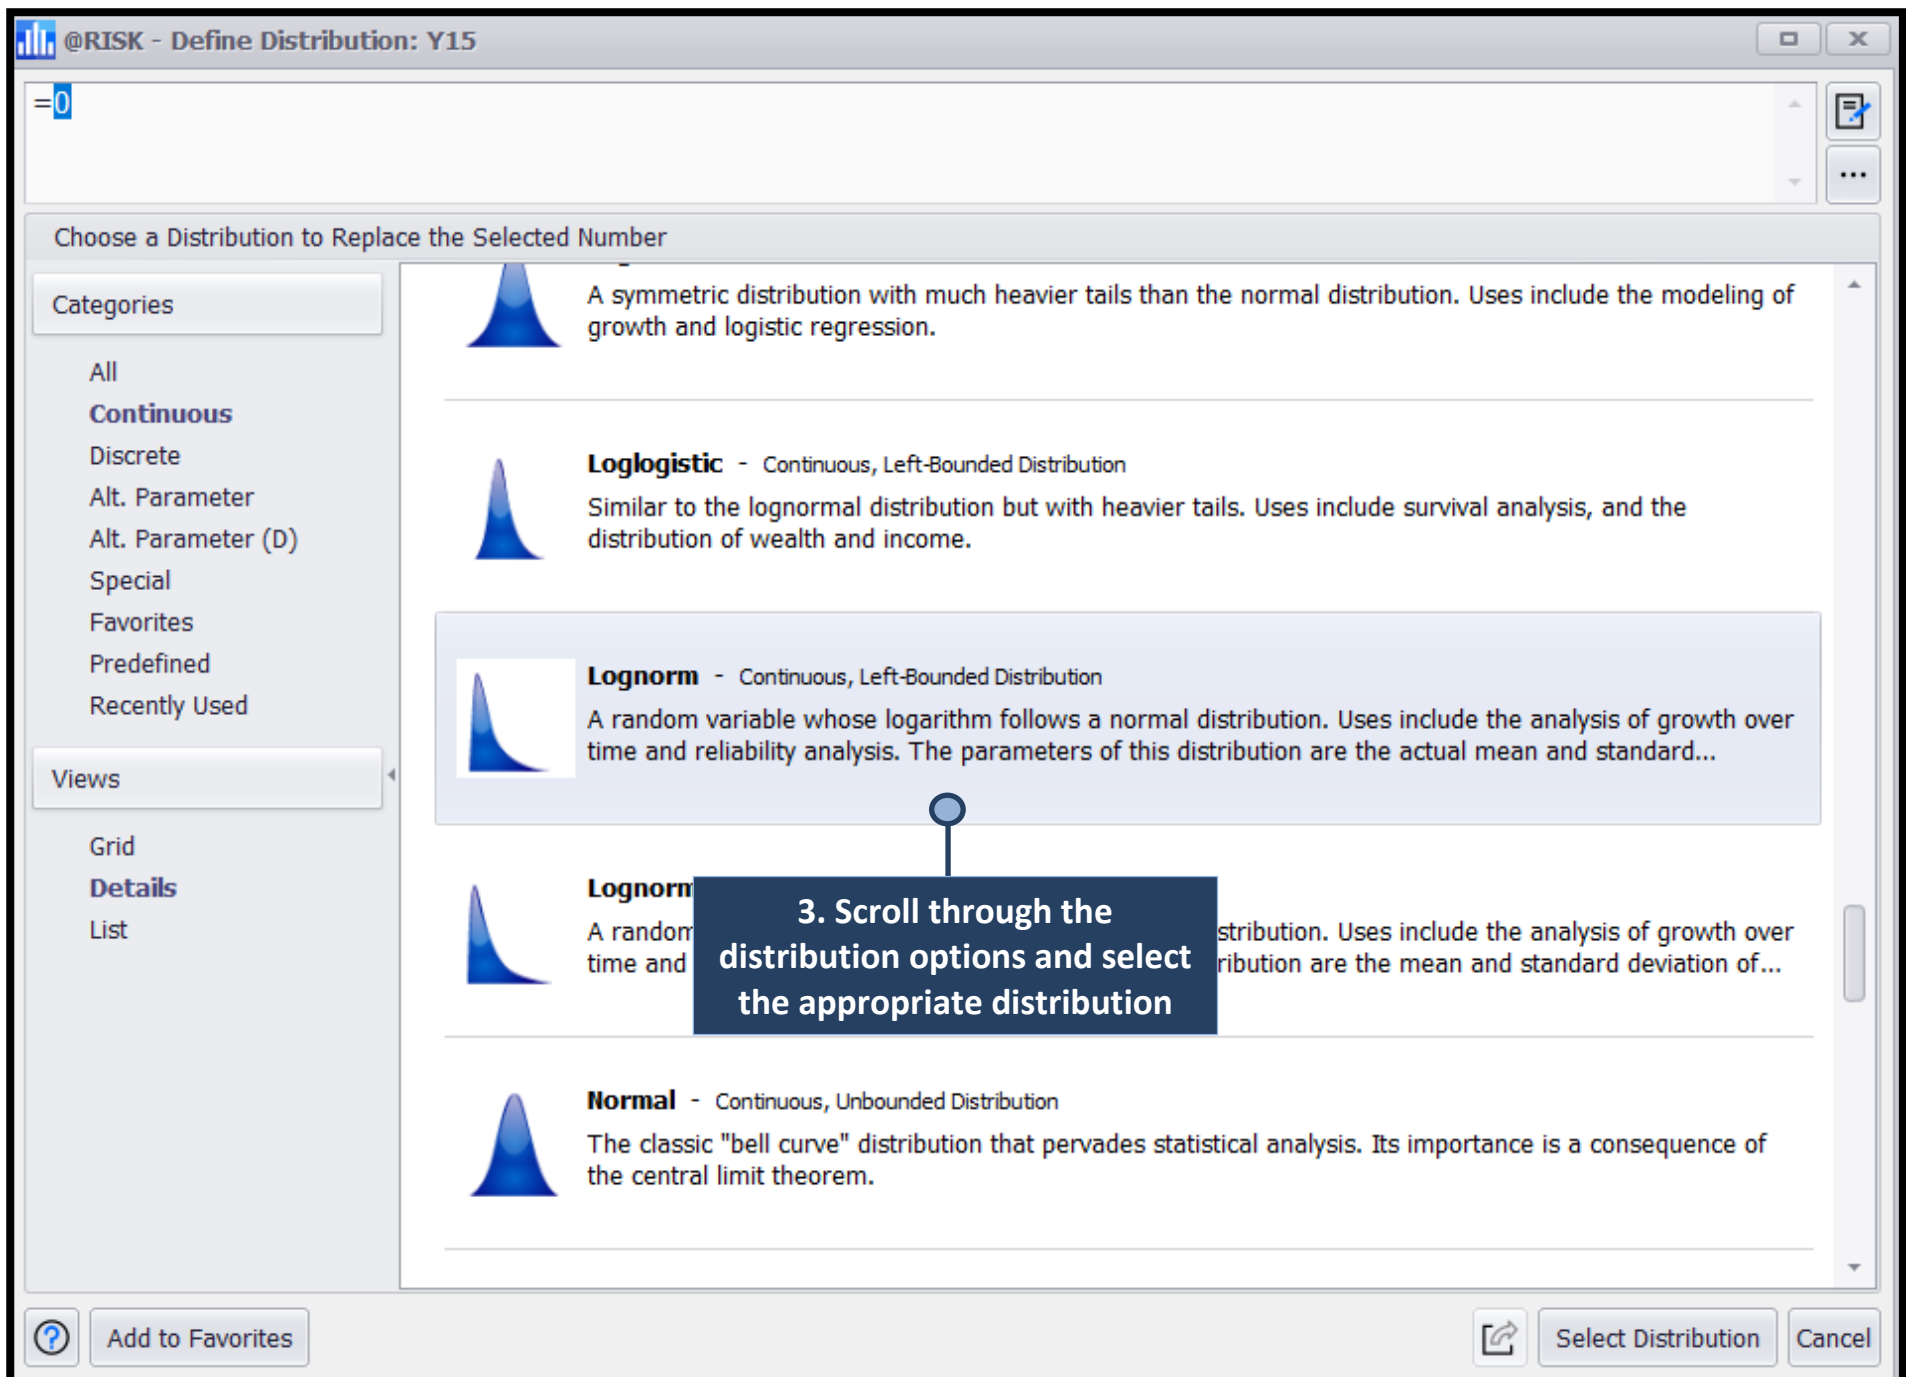 @RISK - Define Distribution: Y15
=0
Choose a Distribution to Replace the Selected Number
Categories
All
Continuous
Discrete
Alt. Parameter
Alt. Parameter (D)
Special
Favorites
Predefined
Recently Used
Views
Grid
Details
List
A symmetric distribution with much heavier tails than the normal distribution. Uses include the modeling of
growth and logistic regression.
Loglogistic - Continuous, Left-Bounded Distribution
Similar to the lognormal distribution but with heavier tails. Uses include survival analysis, and the
distribution of wealth and income.
Lognorm - Continuous, Left-Bounded Distribution
A random variable whose logarithm follows a normal distribution. Uses include the analysis of growth over
time and reliability analysis. The parameters of this distribution are the actual mean and standard...
Lognorm
A random stribution. Uses include the analysis of growth over
time and ribution are the mean and standard deviation of...
3. Scroll through the
distribution options and select
the appropriate distribution
Normal - Continuous, Unbounded Distribution
The classic "bell curve" distribution that pervades statistical analysis. Its importance is a consequence of
the central limit theorem.
Add to Favorites
Select Distribution
Cancel